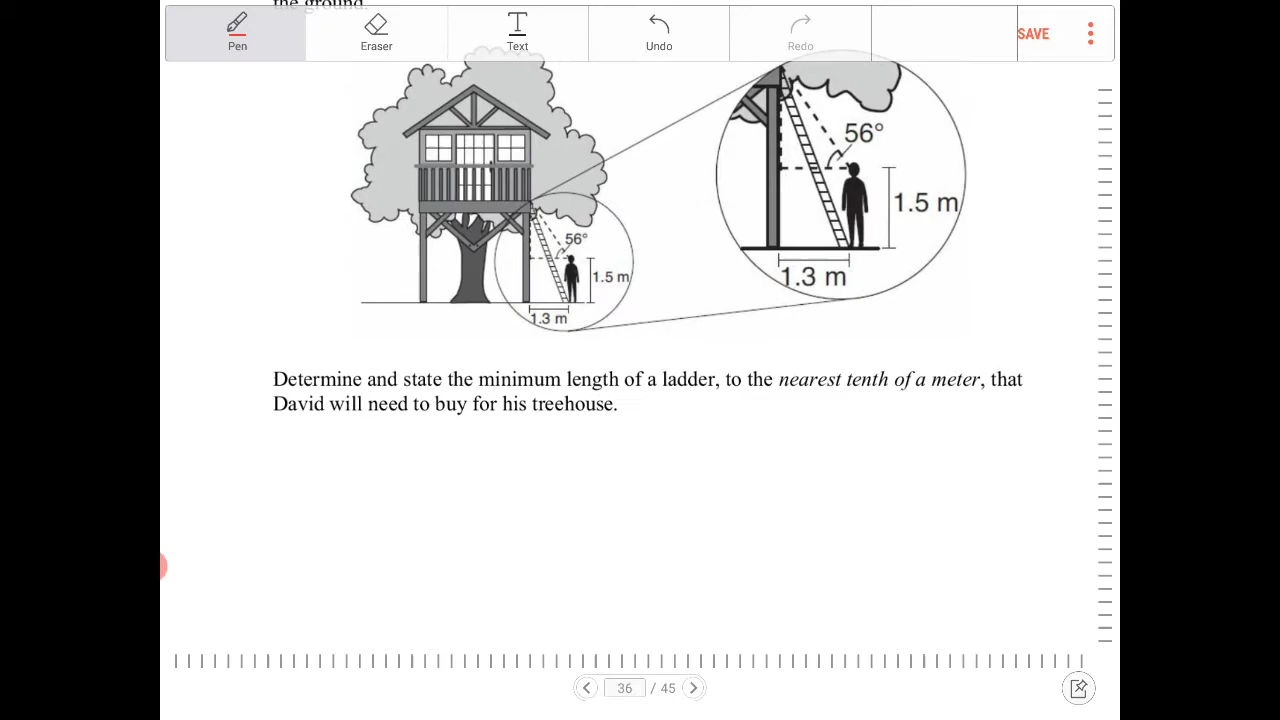 the ground.
Pen
Eraser
Text
Undo
Redo
SAVE
56°
1.5 m
1.3 m
56°
1.5 m
1.3 m
Determine and state the minimum length of a ladder, to the nearest tenth of a meter, that
David will need to buy for his treehouse.
36 / 45